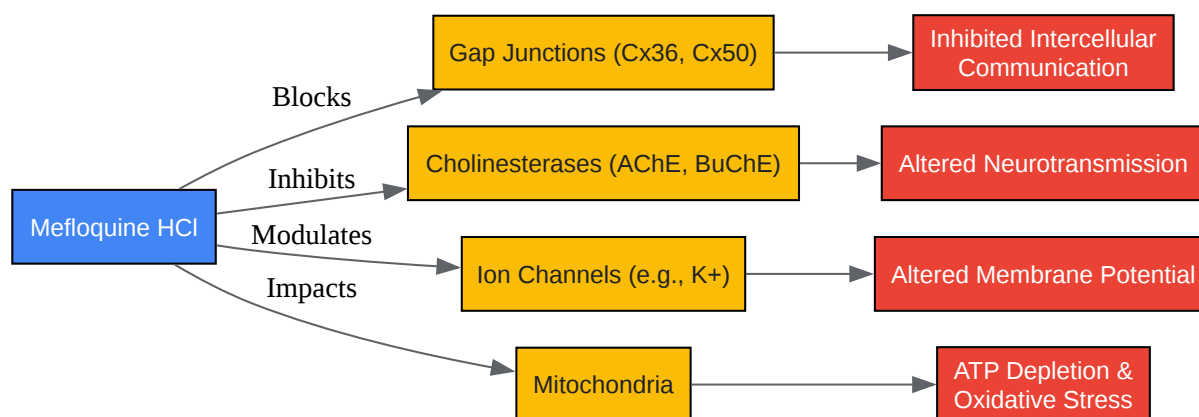 Gap Junctions (Cx36, Cx50)
Inhibited Intercellular
Communication
Blocks
Cholinesterases (AChE, BuChE)
Altered Neurotransmission
Inhibits
Mefloquine HCl
Modulates
Ion Channels (e.g., K+)
Altered Membrane Potential
Impacts
Mitochondria
ATP Depletion &
Oxidative Stress